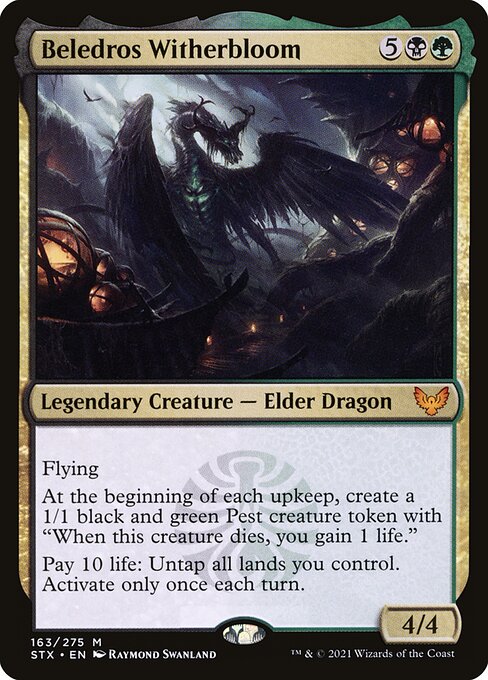 Beledros Witherbloom 5
Legendary Creature — Elder Dragon
Flying
At the beginning of each upkeep, create a
1/1 black and green Pest creature token with
“When this creature dies, you gain 1 life.”
Pay 10 life: Untap all lands you control.
Activate only once each turn.
4/4
163/275 M
STX • EN Raymond Swanland
™ & © 2021 Wizards of the Coast